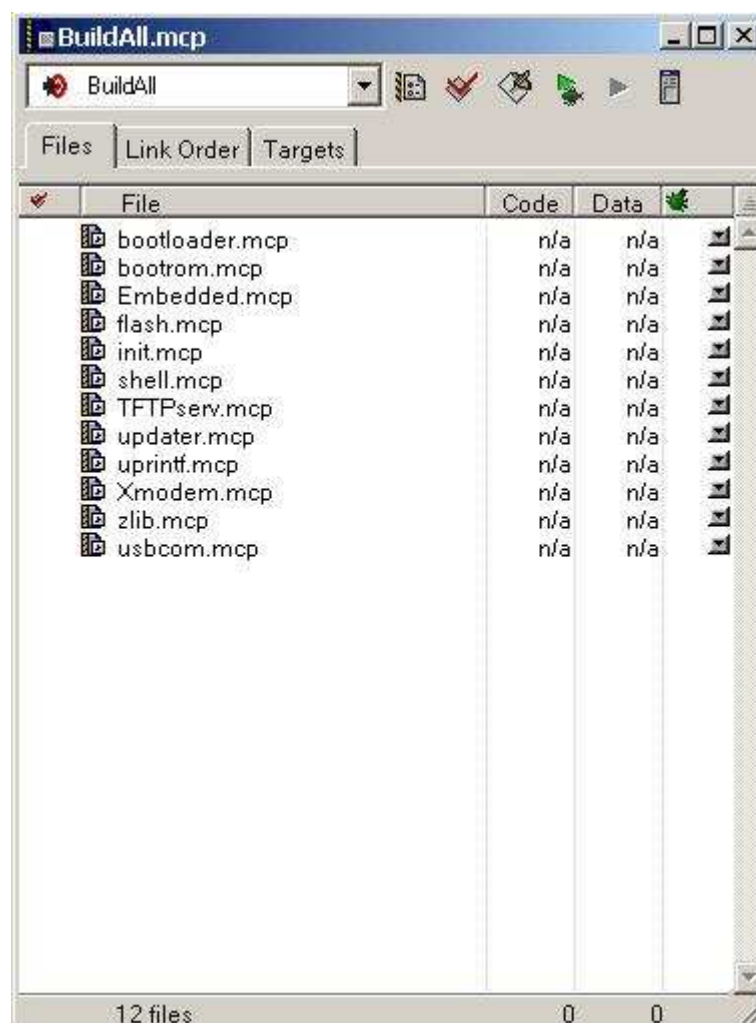 BuildAll.mcp
BuildAll
Files Link Order Targets
File Code Data
bootloader.mcp n/a n/a
bootrom.mcp n/a n/a
Embedded.mcp n/a n/a
flash.mcp n/a n/a
init.mcp n/a n/a
shell.mcp n/a n/a
TFTPserv.mcp n/a n/a
updater.mcp n/a n/a
uprintf.mcp n/a n/a
Xmodem.mcp n/a n/a
zlib.mcp n/a n/a
usbcom.mcp n/a n/a
12 files 0 0